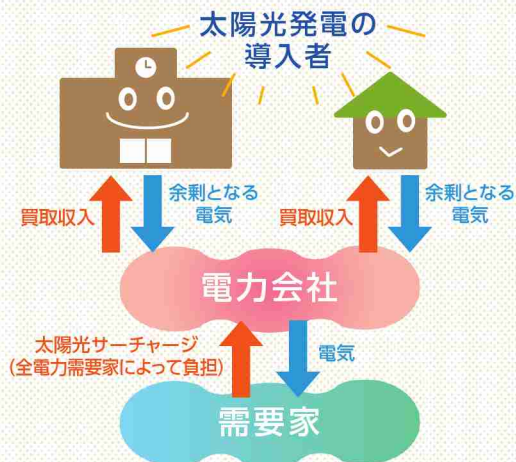 太陽光発電の
導入者
買取収入
余剰となる
電気
買取収入
余剰となる
電気
電力会社
太陽光サーチャージ
(全電力需要家によって負担)
電気
需要家